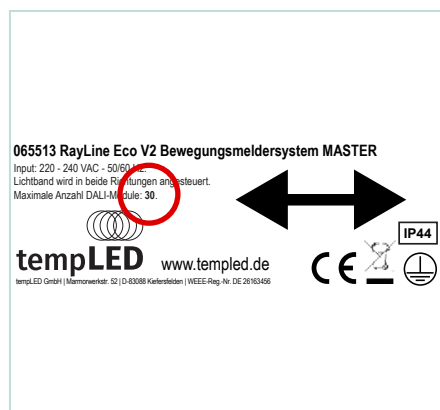 065513 RayLine Eco V2 Bewegungsmeldersystem MASTER
Input: 220 - 240 VAC - 50/60 Hz.
Lichtband wird in beide Richtungen angesteuert.
Maximale Anzahl DALI-Module: 30.
IP44
tempLED www.templed.de
CE
tempLED GmbH | Marmorwerkstr. 52 | D-83088 Kiefersfelden | WEEE-Reg.-Nr. DE 26163456